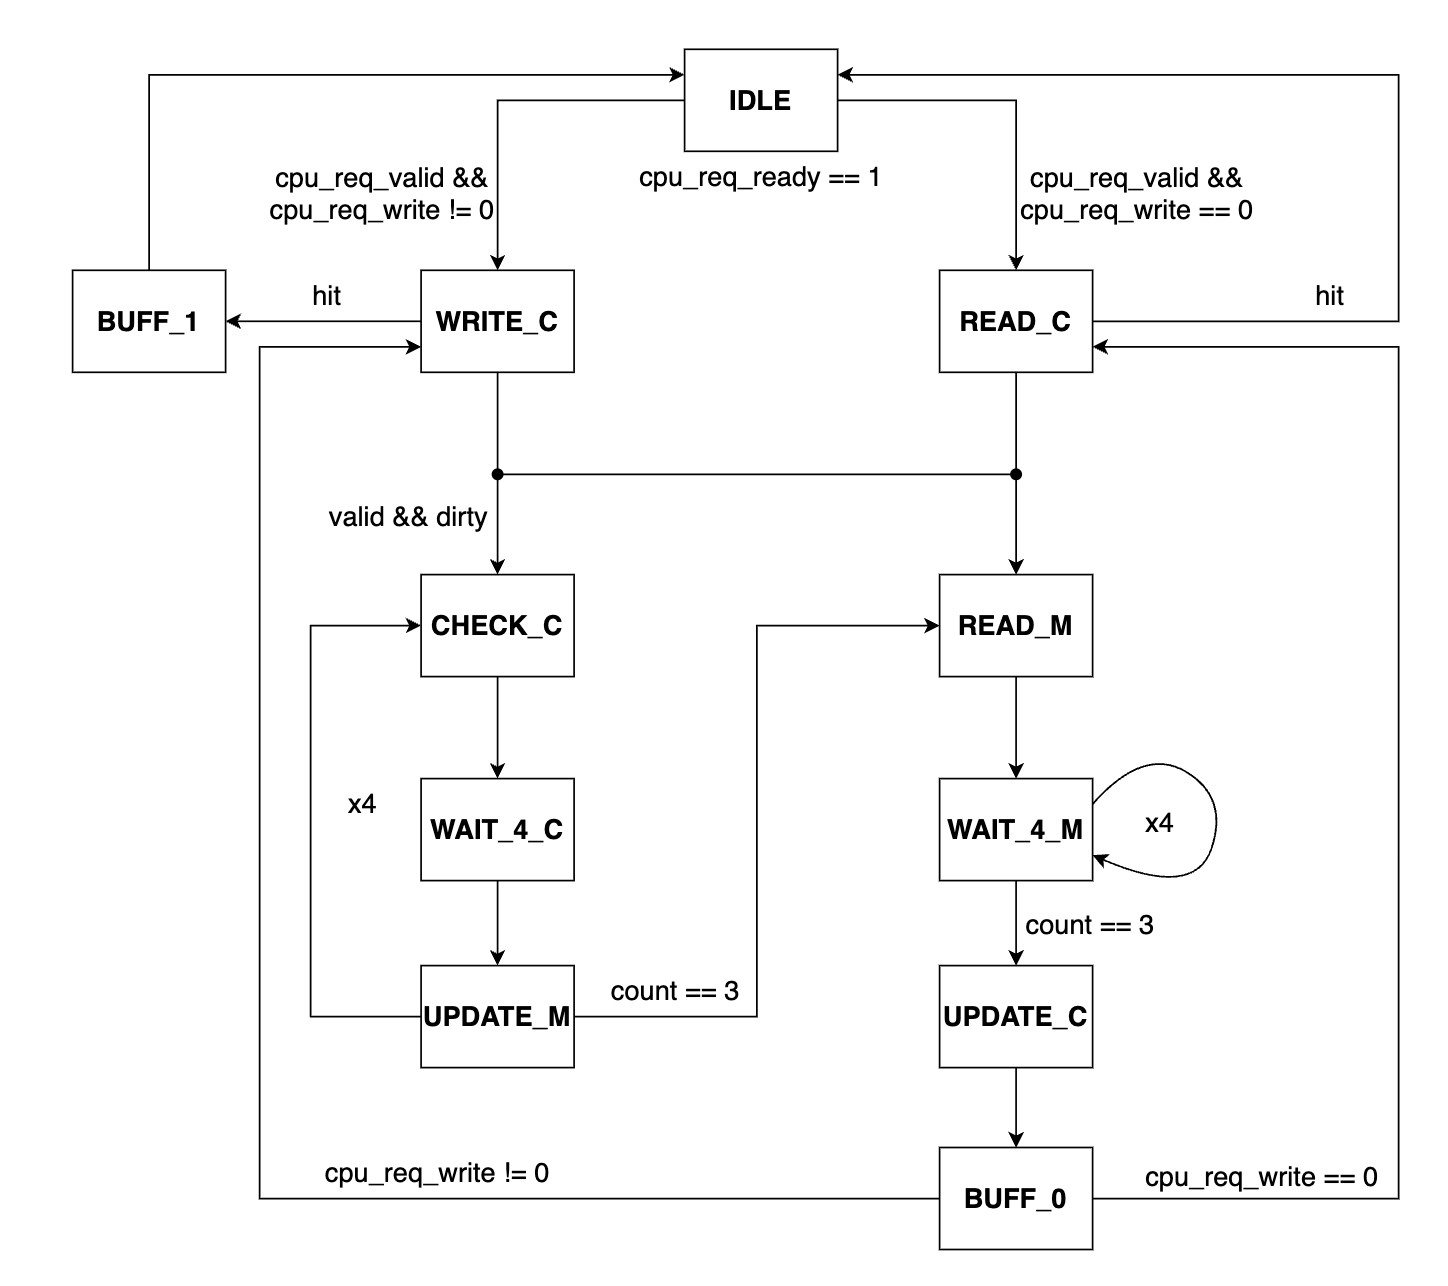 IDLE
cpu_req_valid &&
cpu_req_write != 0
cpu_req_ready == 1
cpu_req_valid &&
cpu_req_write == 0
BUFF_1
hit
WRITE_C
READ_C
hit
valid && dirty
CHECK_C
READ_M
x4
WAIT_4_C
WAIT_4_M
x4
count == 3
UPDATE_M
count == 3
UPDATE_C
cpu_req_write != 0
BUFF_0
cpu_req_write == 0